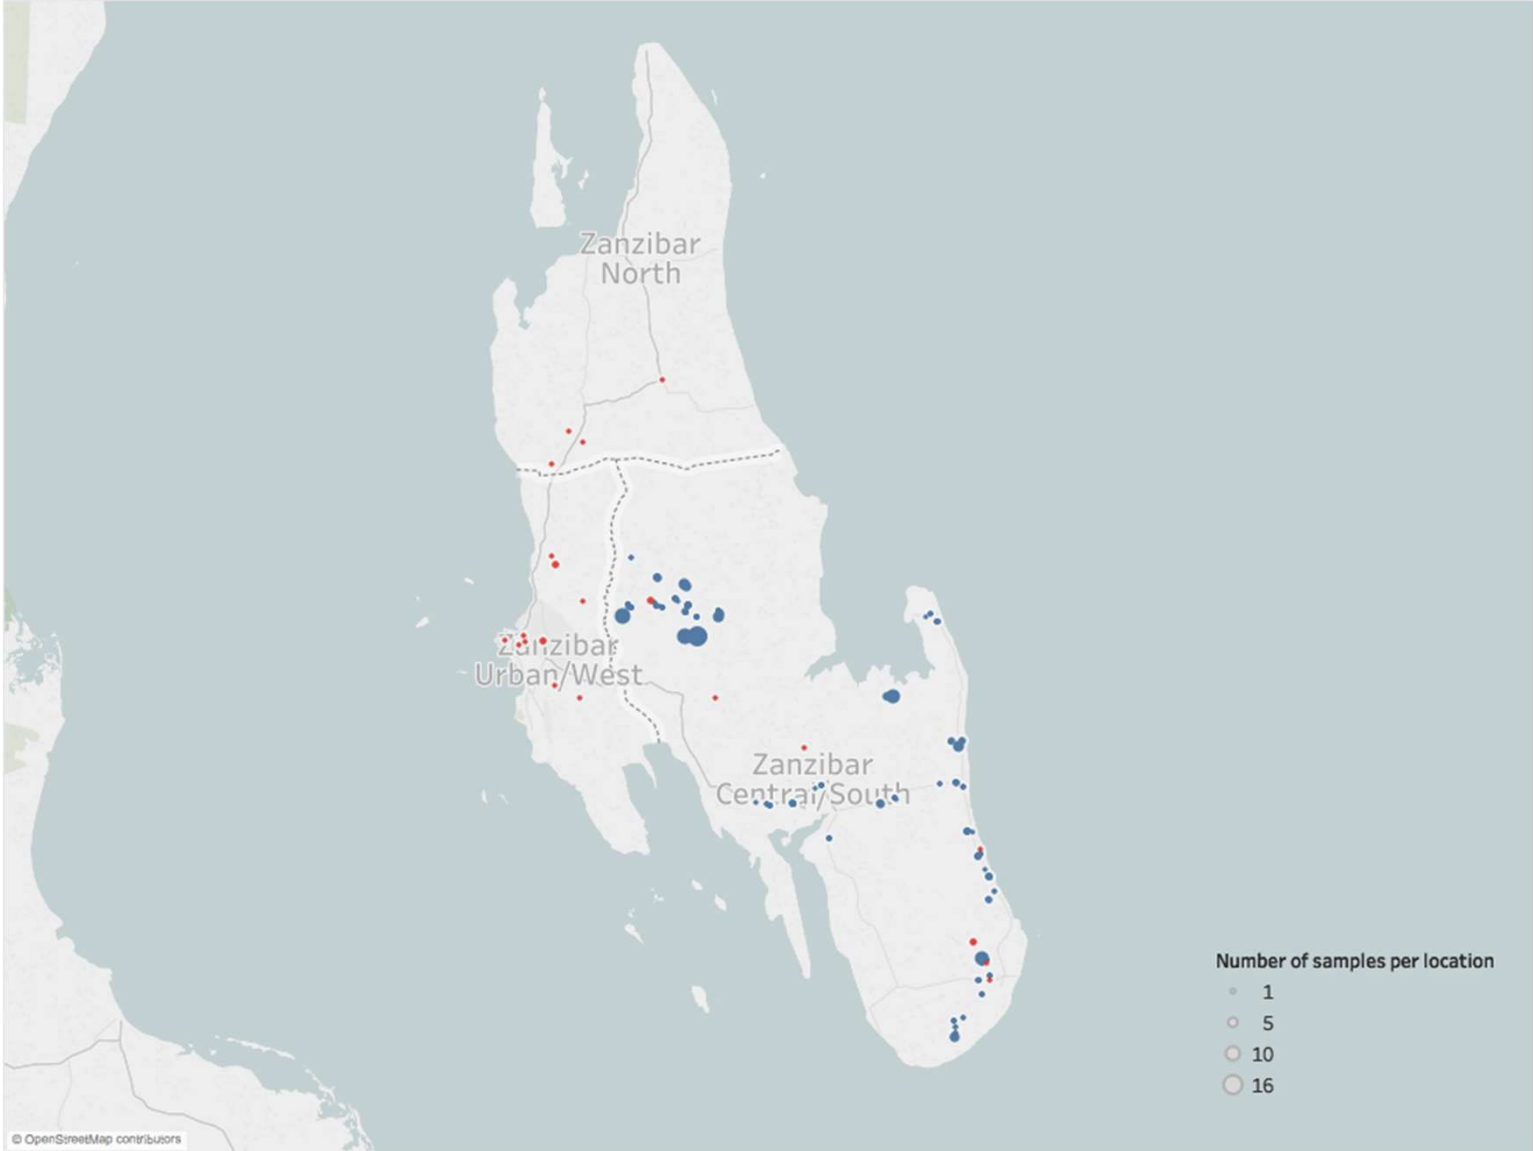 Zanzibar
North
Zanzibar
Urban/West
Zanzibar
Central/South
Number of samples per location
1
5
10
16
© OpenStreetMap contributors